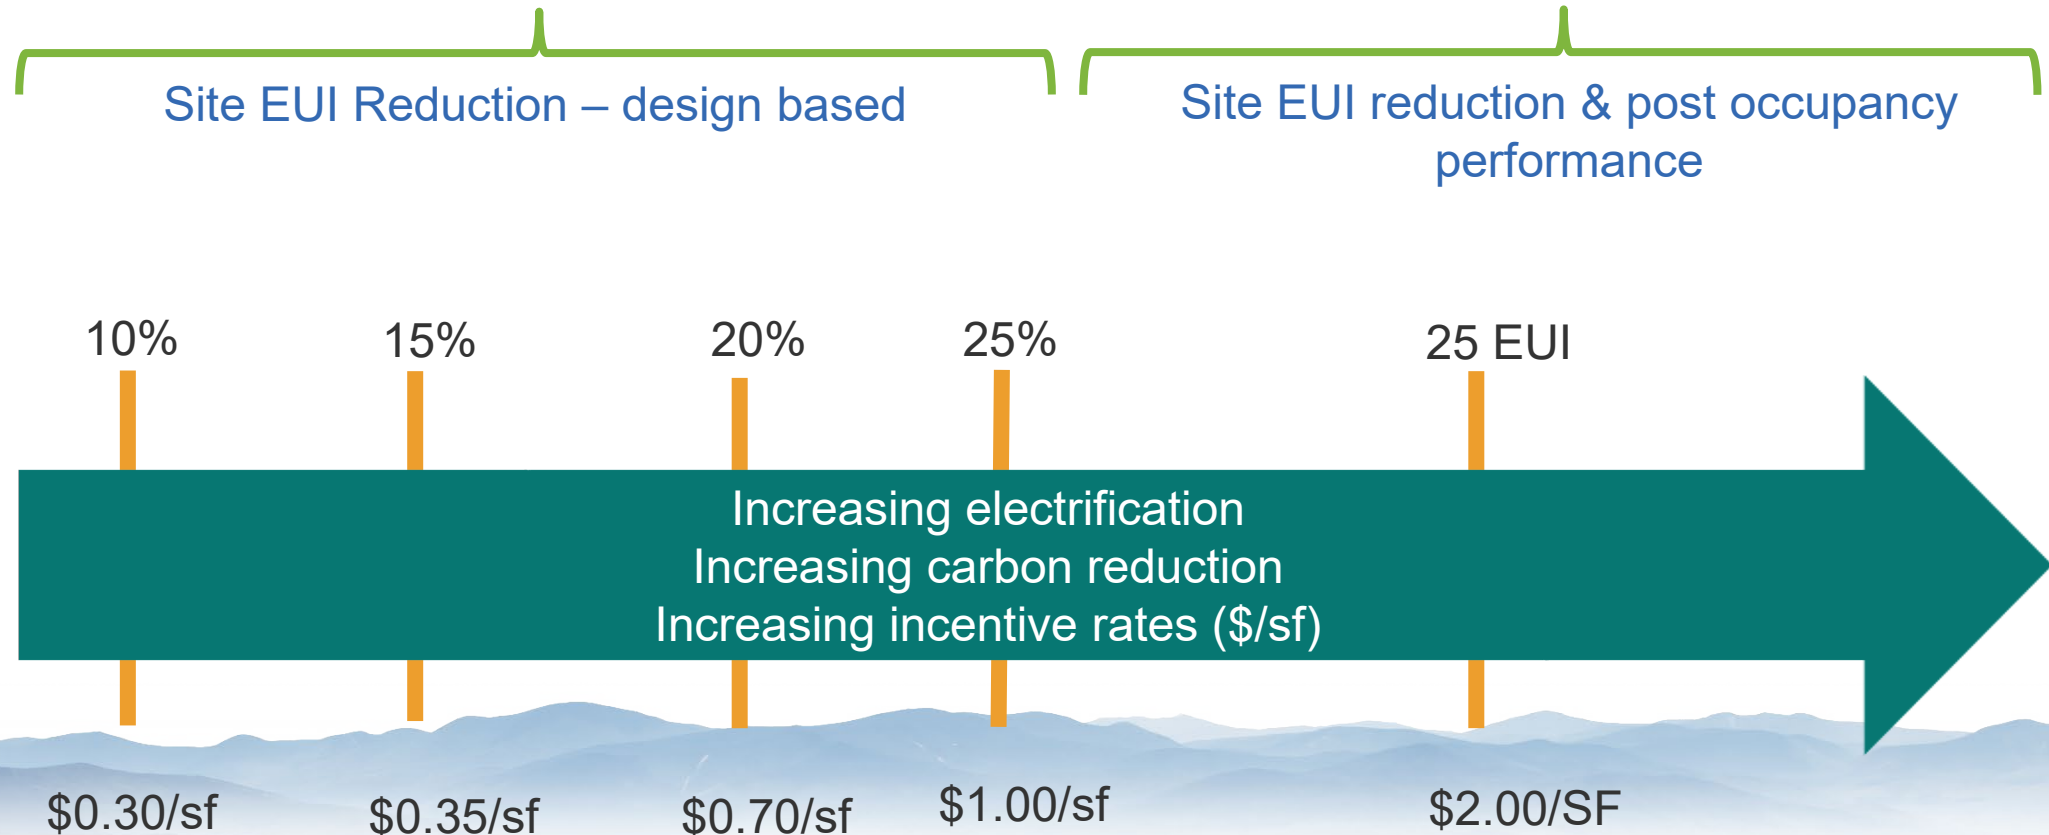 Site EUI Reduction – design based
Site EUI reduction & post occupancy
performance
10%
15%
20%
25%
25 EUI
Increasing electrification
Increasing carbon reduction
Increasing incentive rates ($/sf)
$0.30/sf
$0.35/sf
$0.70/sf
$1.00/sf
$2.00/SF